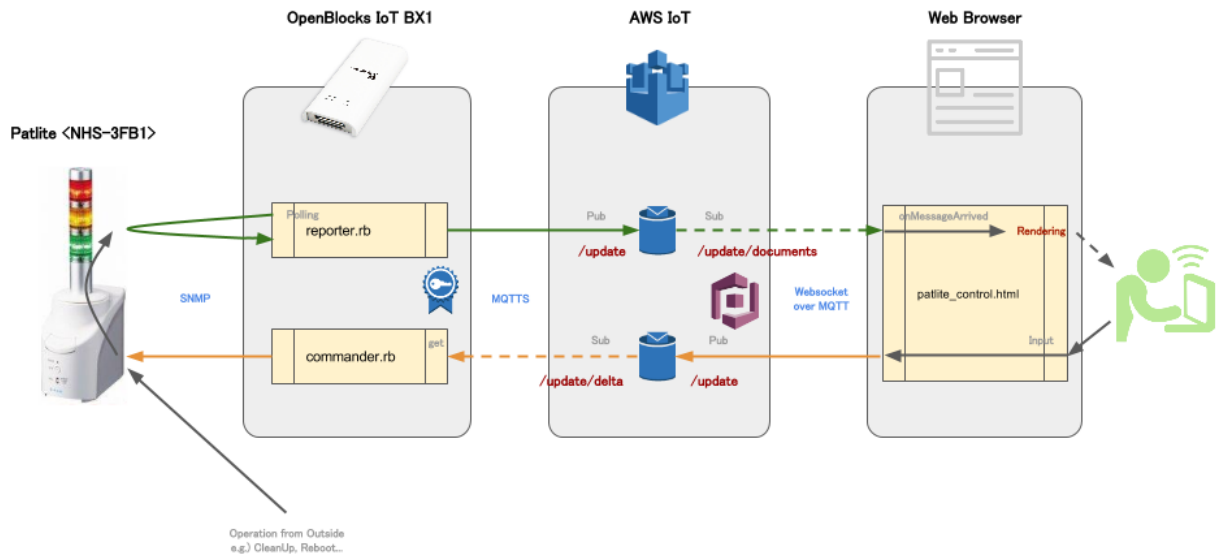 OpenBlocks IoT BX1
AWS IoT
Web Browser
Patlite <NHS-3FB1>
Polling
reporter.rb
Pub
Sub
/update
/update/documents
onMessageArrived
Rendering
SNMP
MQTTS
Websocket
over MQTT
patlite_control.html
commander.rb
get
Sub
Pub
/update/delta
/update
Input
Operation from Outside
e.g.) CleanUp, Reboot...